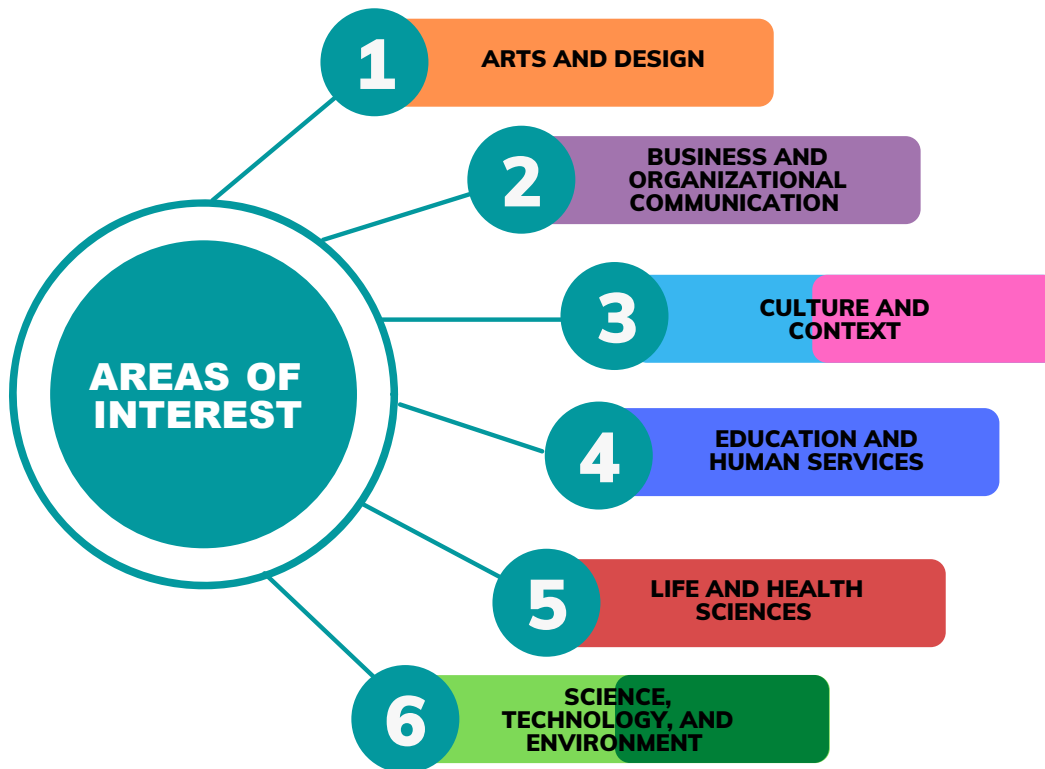 1
ARTS AND DESIGN
2
BUSINESS AND
ORGANIZATIONAL
COMMUNICATION
3
CULTURE AND
CONTEXT
AREAS OF
INTEREST
4
EDUCATION AND
HUMAN SERVICES
5
LIFE AND HEALTH
SCIENCES
6
SCIENCE,
TECHNOLOGY, AND
ENVIRONMENT